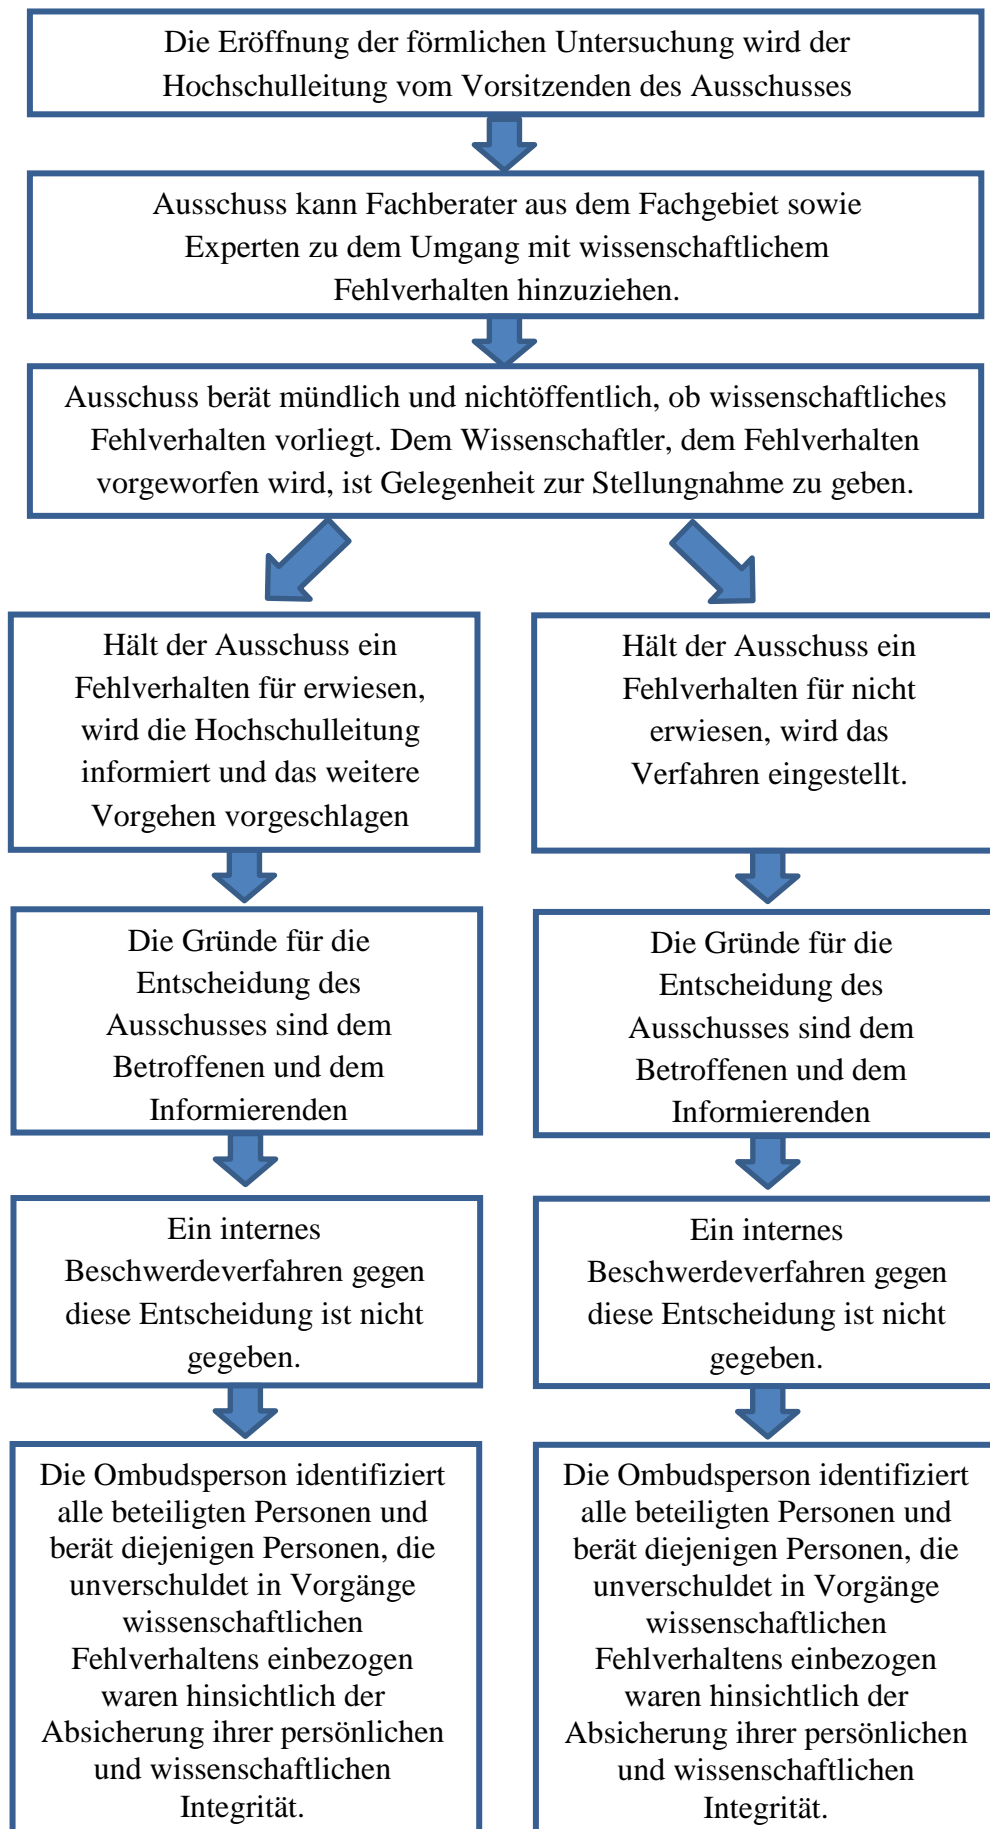 Die Eröffnung der förmlichen Untersuchung wird der
Hochschulleitung vom Vorsitzenden des Ausschusses
Ausschuss kann Fachberater aus dem Fachgebiet sowie
Experten zu dem Umgang mit wissenschaftlichem
Fehlverhalten hinzuziehen.
Ausschuss berät mündlich und nichtöffentlich, ob wissenschaftliches
Fehlverhalten vorliegt. Dem Wissenschaftler, dem Fehlverhalten
vorgeworfen wird, ist Gelegenheit zur Stellungnahme zu geben.
Hält der Ausschuss ein
Fehlverhalten für erwiesen,
wird die Hochschulleitung
informiert und das weitere
Vorgehen vorgeschlagen
Hält der Ausschuss ein
Fehlverhalten für nicht
erwiesen, wird das
Verfahren eingestellt.
Die Gründe für die
Entscheidung des
Ausschusses sind dem
Betroffenen und dem
Informierenden
Die Gründe für die
Entscheidung des
Ausschusses sind dem
Betroffenen und dem
Informierenden
Ein internes
Beschwerdeverfahren gegen
diese Entscheidung ist nicht
gegeben.
Ein internes
Beschwerdeverfahren gegen
diese Entscheidung ist nicht
gegeben.
Die Ombudsperson identifiziert
alle beteiligten Personen und
berät diejenigen Personen, die
unverschuldet in Vorgänge
wissenschaftlichen
Fehlverhaltens einbezogen
waren hinsichtlich der
Absicherung ihrer persönlichen
und wissenschaftlichen
Integrität.
Die Ombudsperson identifiziert
alle beteiligten Personen und
berät diejenigen Personen, die
unverschuldet in Vorgänge
wissenschaftlichen
Fehlverhaltens einbezogen
waren hinsichtlich der
Absicherung ihrer persönlichen
und wissenschaftlichen
Integrität.